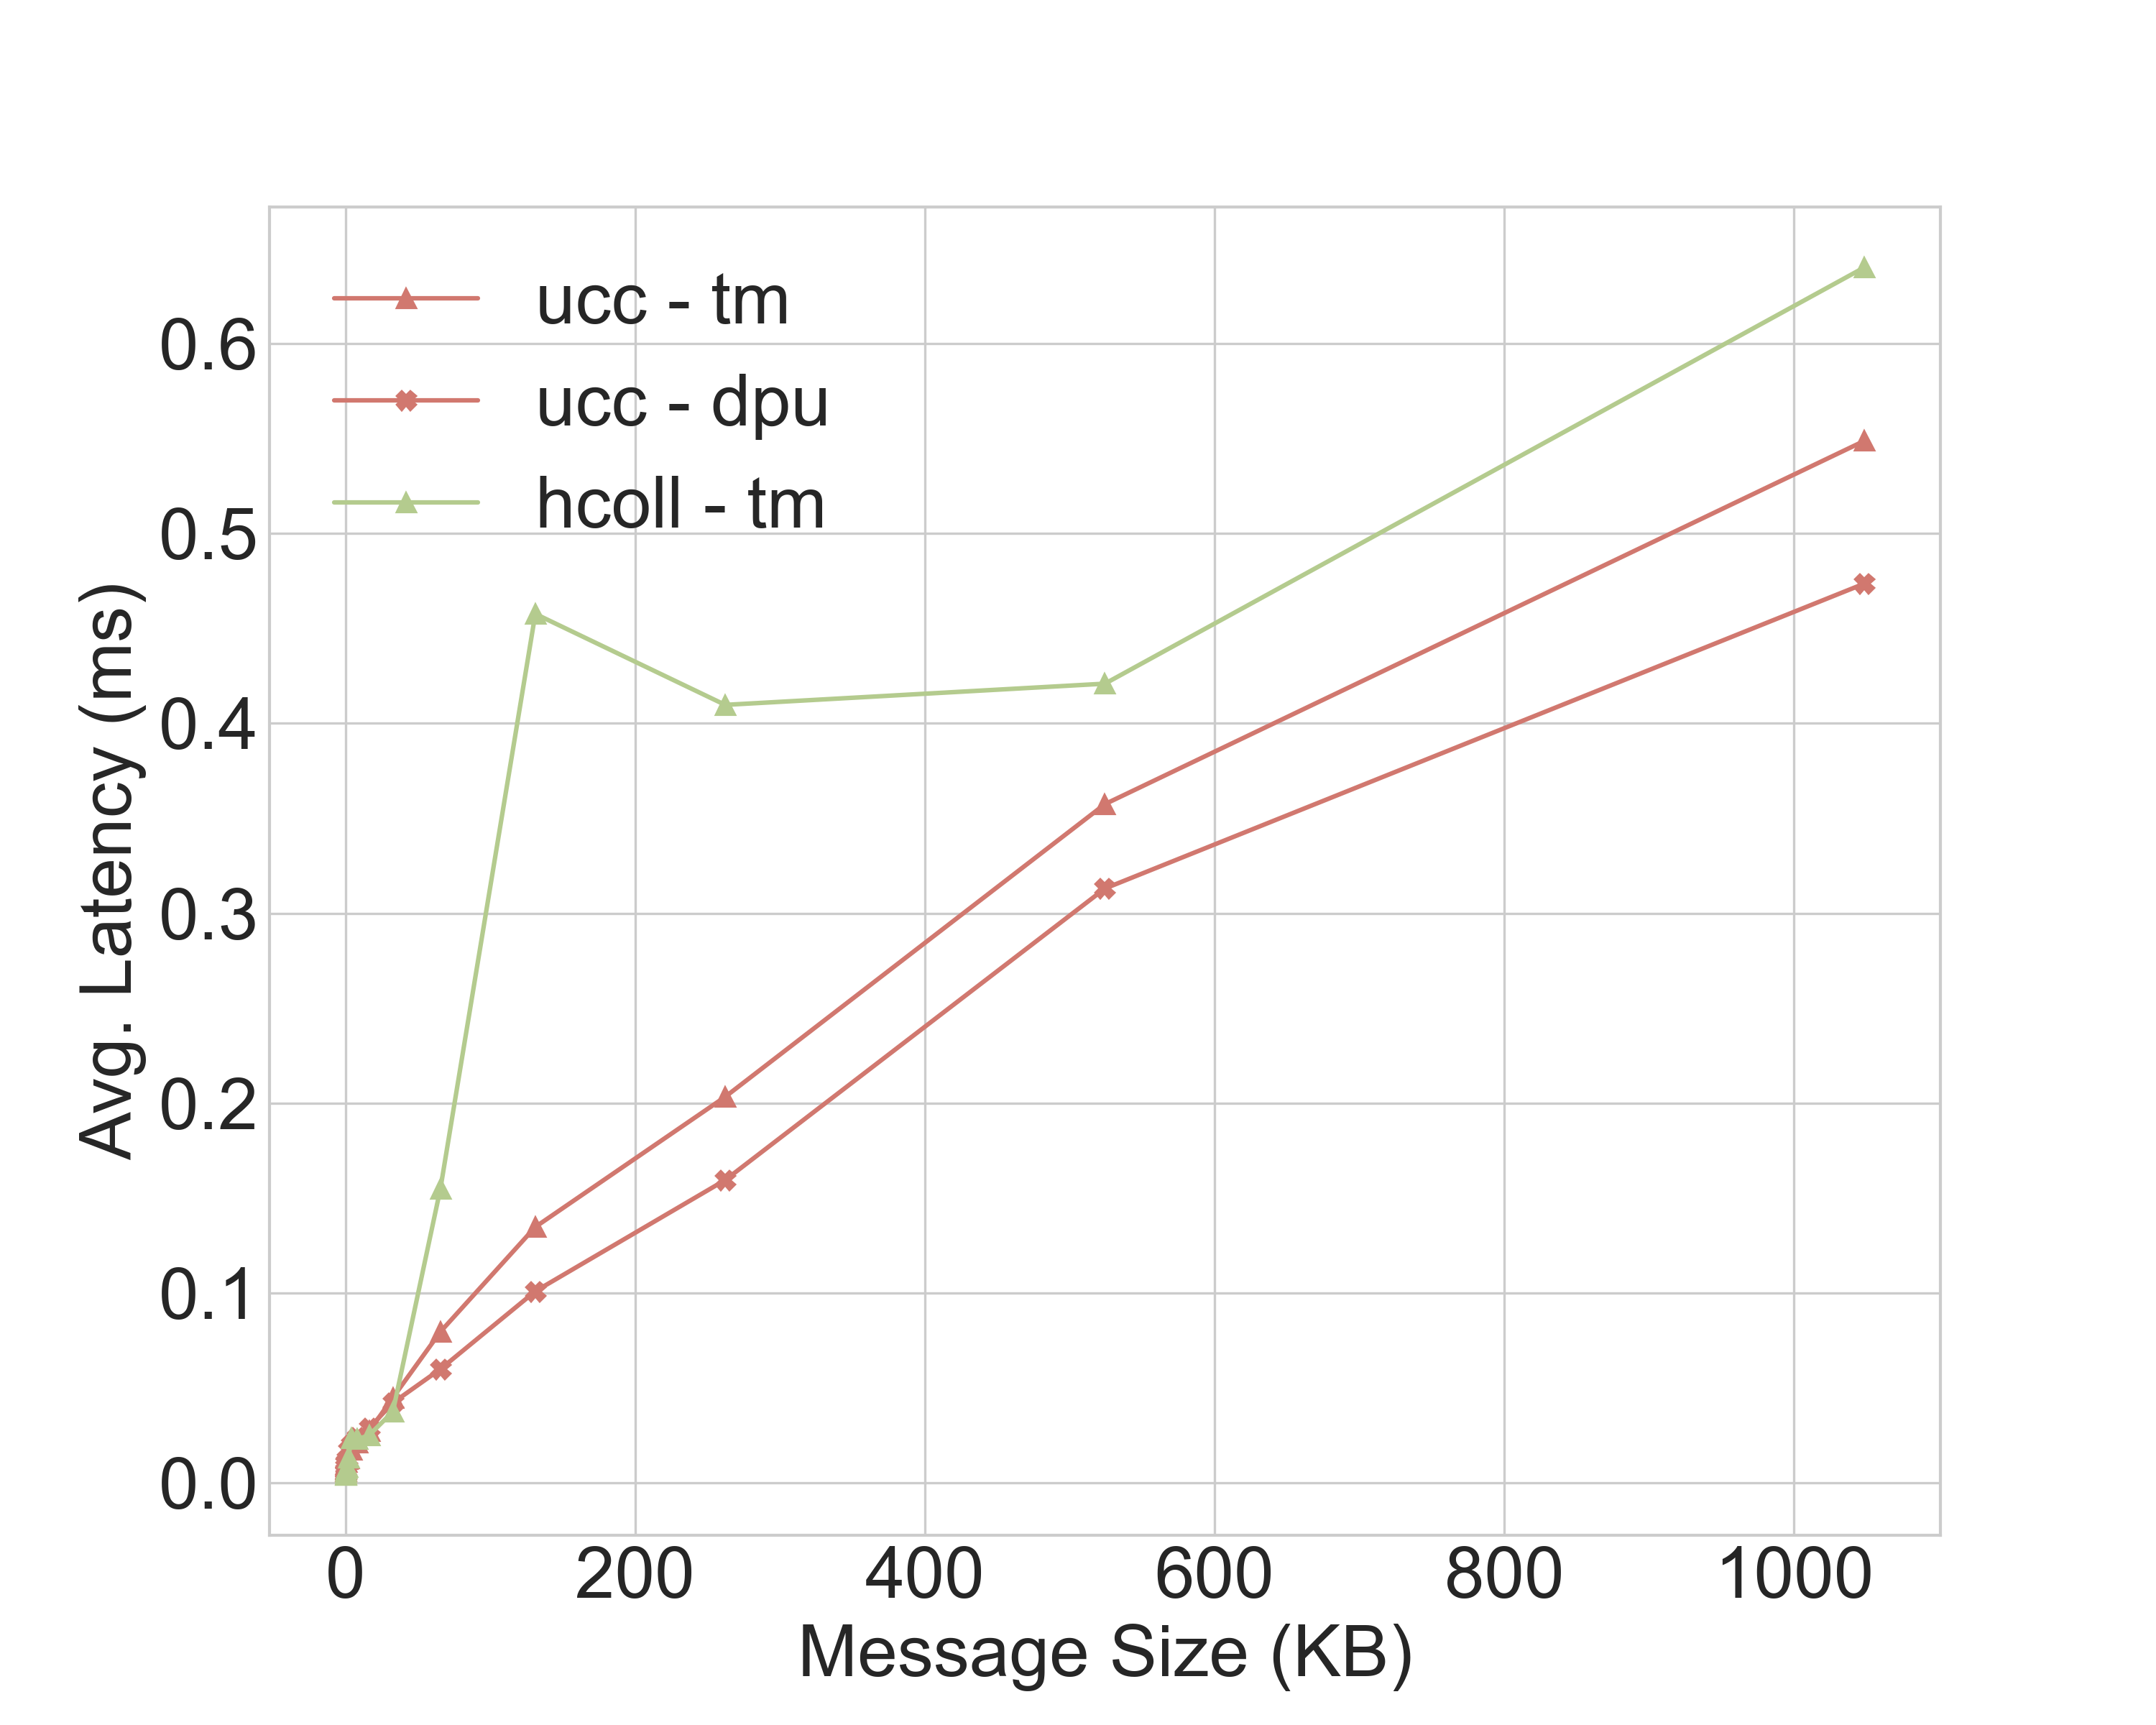 ucc - tm
ucc - dpu
hcoll - tm
Avg. Latency (ms)
0.6
0.5
0.4
0.3
0.2
0.1
0.0
0 200 400 600 800 1000
Message Size (KB)